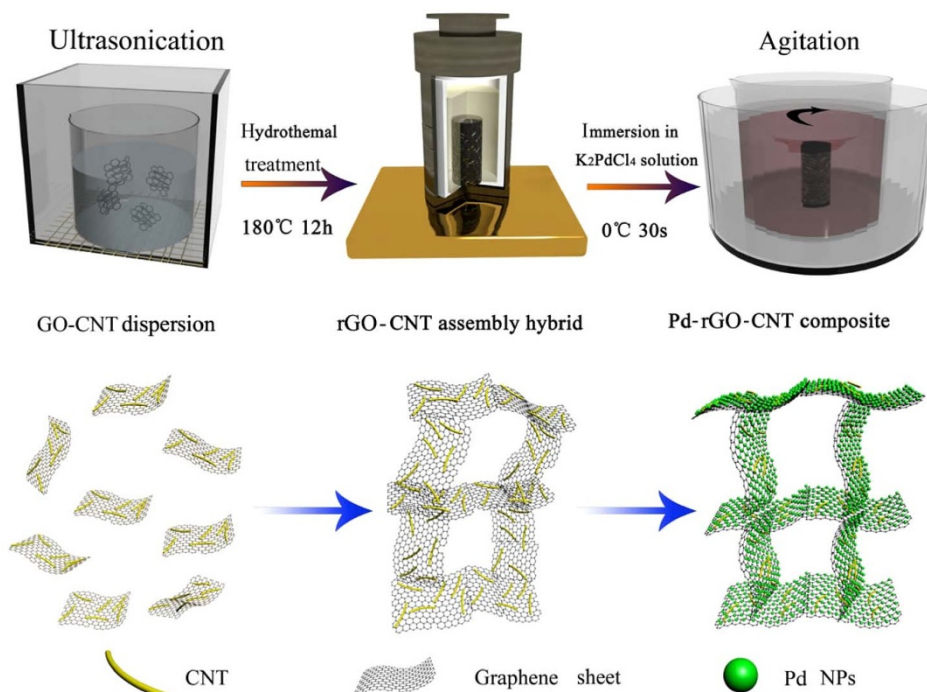 Ultrasonication
Agitation
Hydrothemal
treatment
180℃ 12h
Immersion in
K₂PdCl₄ solution
0℃ 30s
GO-CNT dispersion
rGO-CNT assembly hybrid
Pd-rGO-CNT composite
CNT
Graphene sheet
Pd NPs